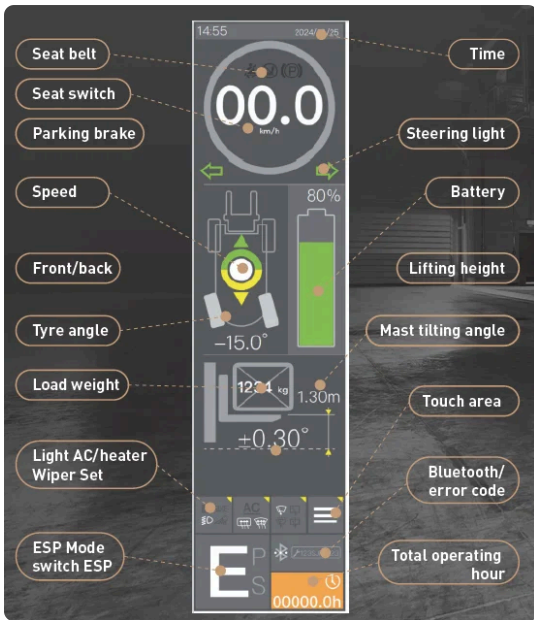 14:55
2024/11/25
Seat belt
Time
Seat switch
00.0
km/h
Parking brake
Steering light
Speed
80%
Battery
Front/back
Lifting height
Tyre angle
-15.0°
Mast tilting angle
Load weight
1234 kg
1.30m
Touch area
±0.30°
Light AC/heater
Wiper Set
AC
Bluetooth/
error code
ESP Mode
switch ESP
E
P
S
Total operating
hour
00000.0h